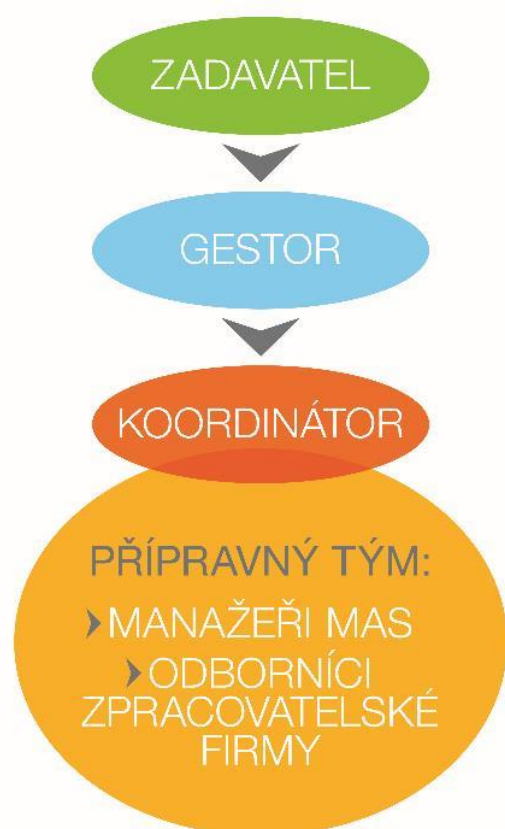 ZADAVATEL
GESTOR
KOORDINÁTOR
PŘÍPRAVNÝ TÝM:
MANAŽEŘI MAS
ODBORNÍCI
ZPRACOVATELSKÉ
FIRMY